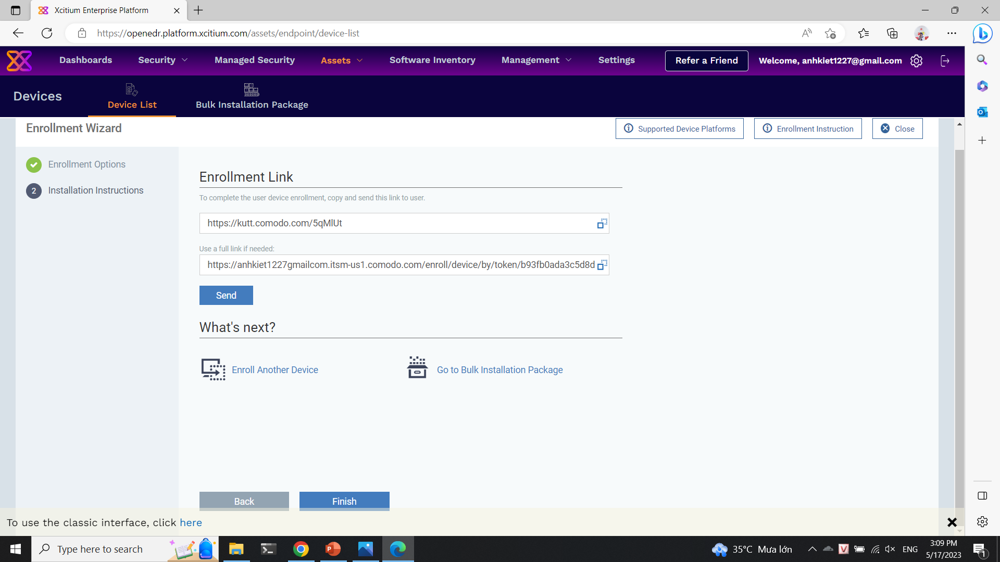 Xcitium Enterprise Platform
https://openedr.platform.xcitium.com/assets/endpoint/device-list
Dashboards Security Managed Security Assets Software Inventory Management Settings Refer a Friend Welcome, anhkiet1227@gmail.com
Devices Device List Bulk Installation Package
Enrollment Wizard Supported Device Platforms Enrollment Instruction Close
Enrollment Options
2 Installation Instructions
Enrollment Link
To complete the user device enrollment, copy and send this link to user.
https://kutt.comodo.com/5qMlUt
Use a full link if needed:
https://anhkiet1227gmailcom.itsm-us1.comodo.com/enroll/device/by/token/b93fb0ada3c5d8d
Send
What's next?
Enroll Another Device Go to Bulk Installation Package
Back Finish
To use the classic interface, click here
Type here to search
35°C Mưa lớn
ENG
3:09 PM
5/17/2023
1